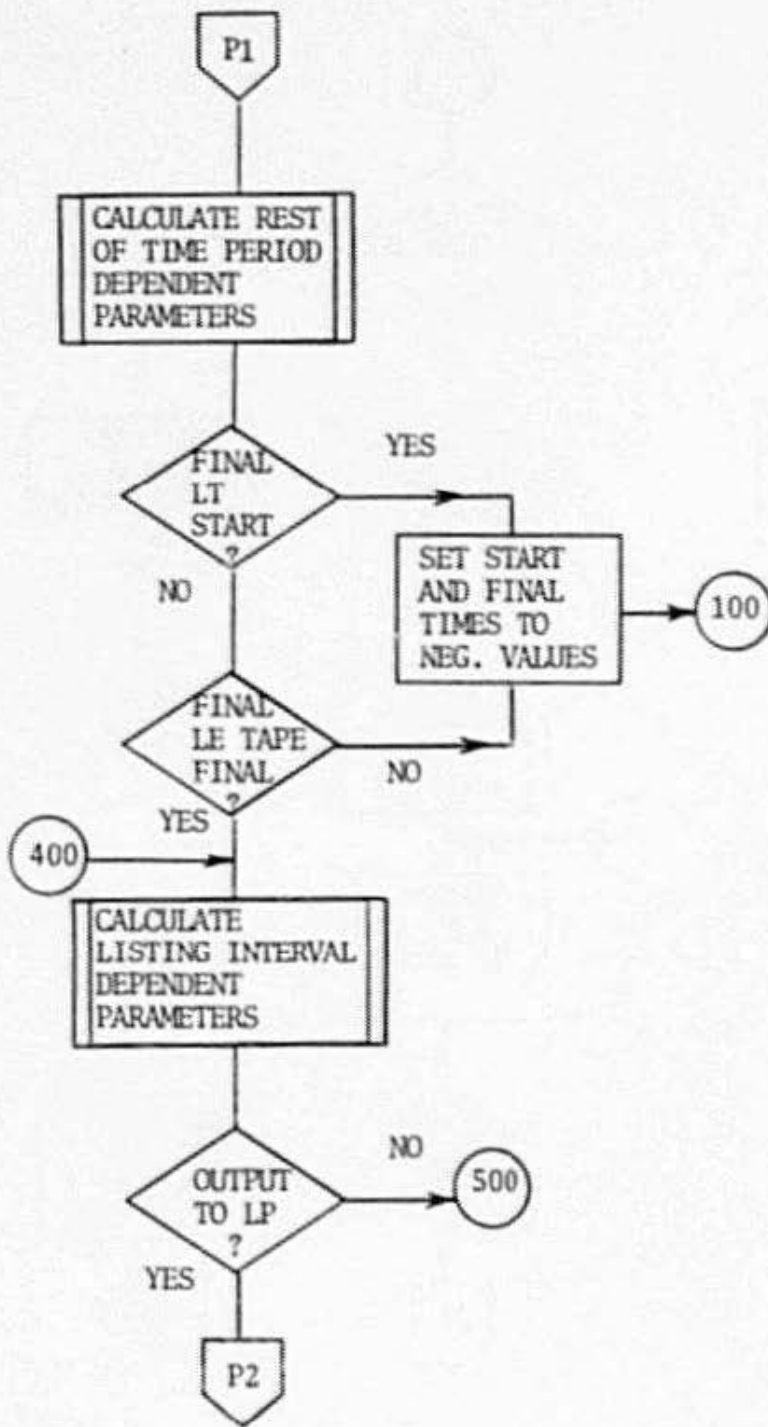 P1
CALCULATE REST
OF TIME PERIOD
DEPENDENT
PARAMETERS
FINAL
LT
START
?
YES
NO
SET START
AND FINAL
TIMES TO
NEG. VALUES
100
FINAL
LE TAPE
FINAL
?
NO
YES
400
CALCULATE
LISTING INTERVAL
DEPENDENT
PARAMETERS
OUTPUT
TO LP
?
NO
500
YES
P2